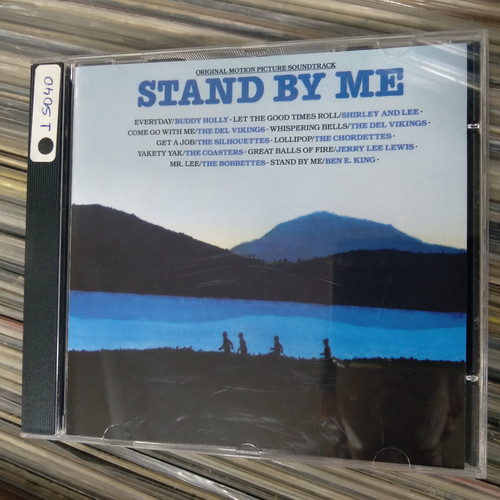 ORIGINAL MOTION PICTURE SOUNDTRACK
STAND BY ME
EVERYDAY/BUDDY HOLLY · LET THE GOOD TIMES ROLL/SHIRLEY AND LEE ·
COME GO WITH ME/THE DEL VIKINGS · WHISPERING BELLS/THE DEL VIKINGS ·
GET A JOB/THE SILHOUETTES · LOLLIPOP/THE CHORDETTES ·
YAKETY YAK/THE COASTERS · GREAT BALLS OF FIRE/JERRY LEE LEWIS ·
MR. LEE/THE BOBBETTES · STAND BY ME/BEN E. KING ·